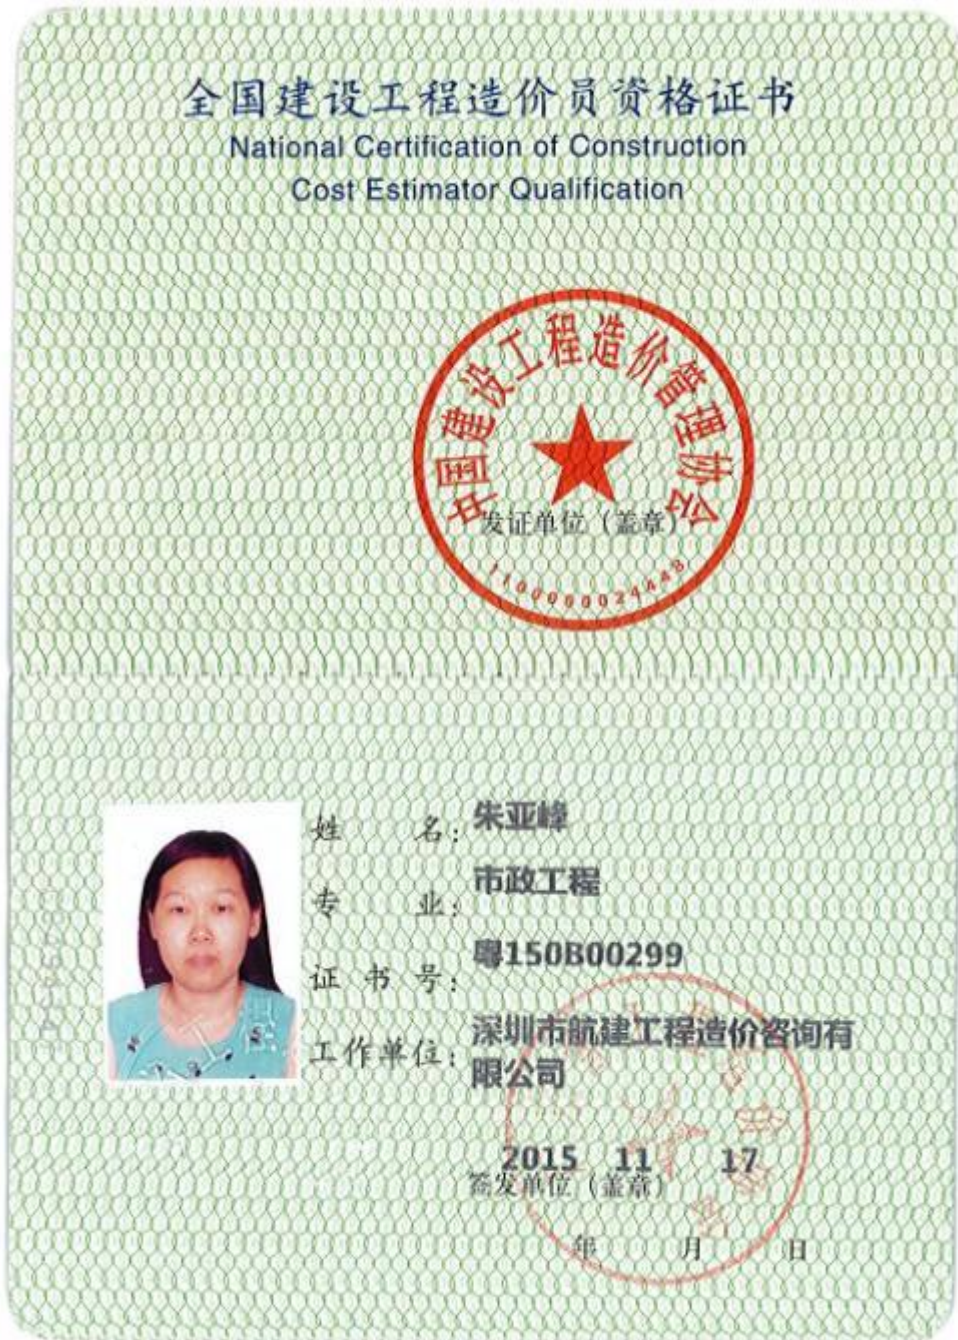 全国建设工程造价员资格证书
National Certification of Construction
Cost Estimator Qualification
中国建设工程造价管理协会
发证单位（盖章）
1100000024448
姓 名：朱亚峰
专 业：市政工程
证 书 号：粤150B00299
工作单位：深圳市航建工程造价咨询有
限公司
2015 11 17
签发单位（盖章）
年 月 日